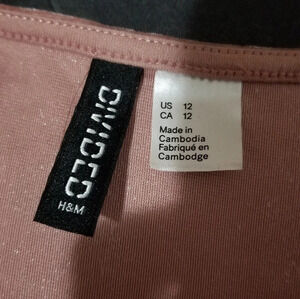 DIVIDED
H&M
US 12
CA 12
Made in
Cambodia
Fabriqué en
Cambodge